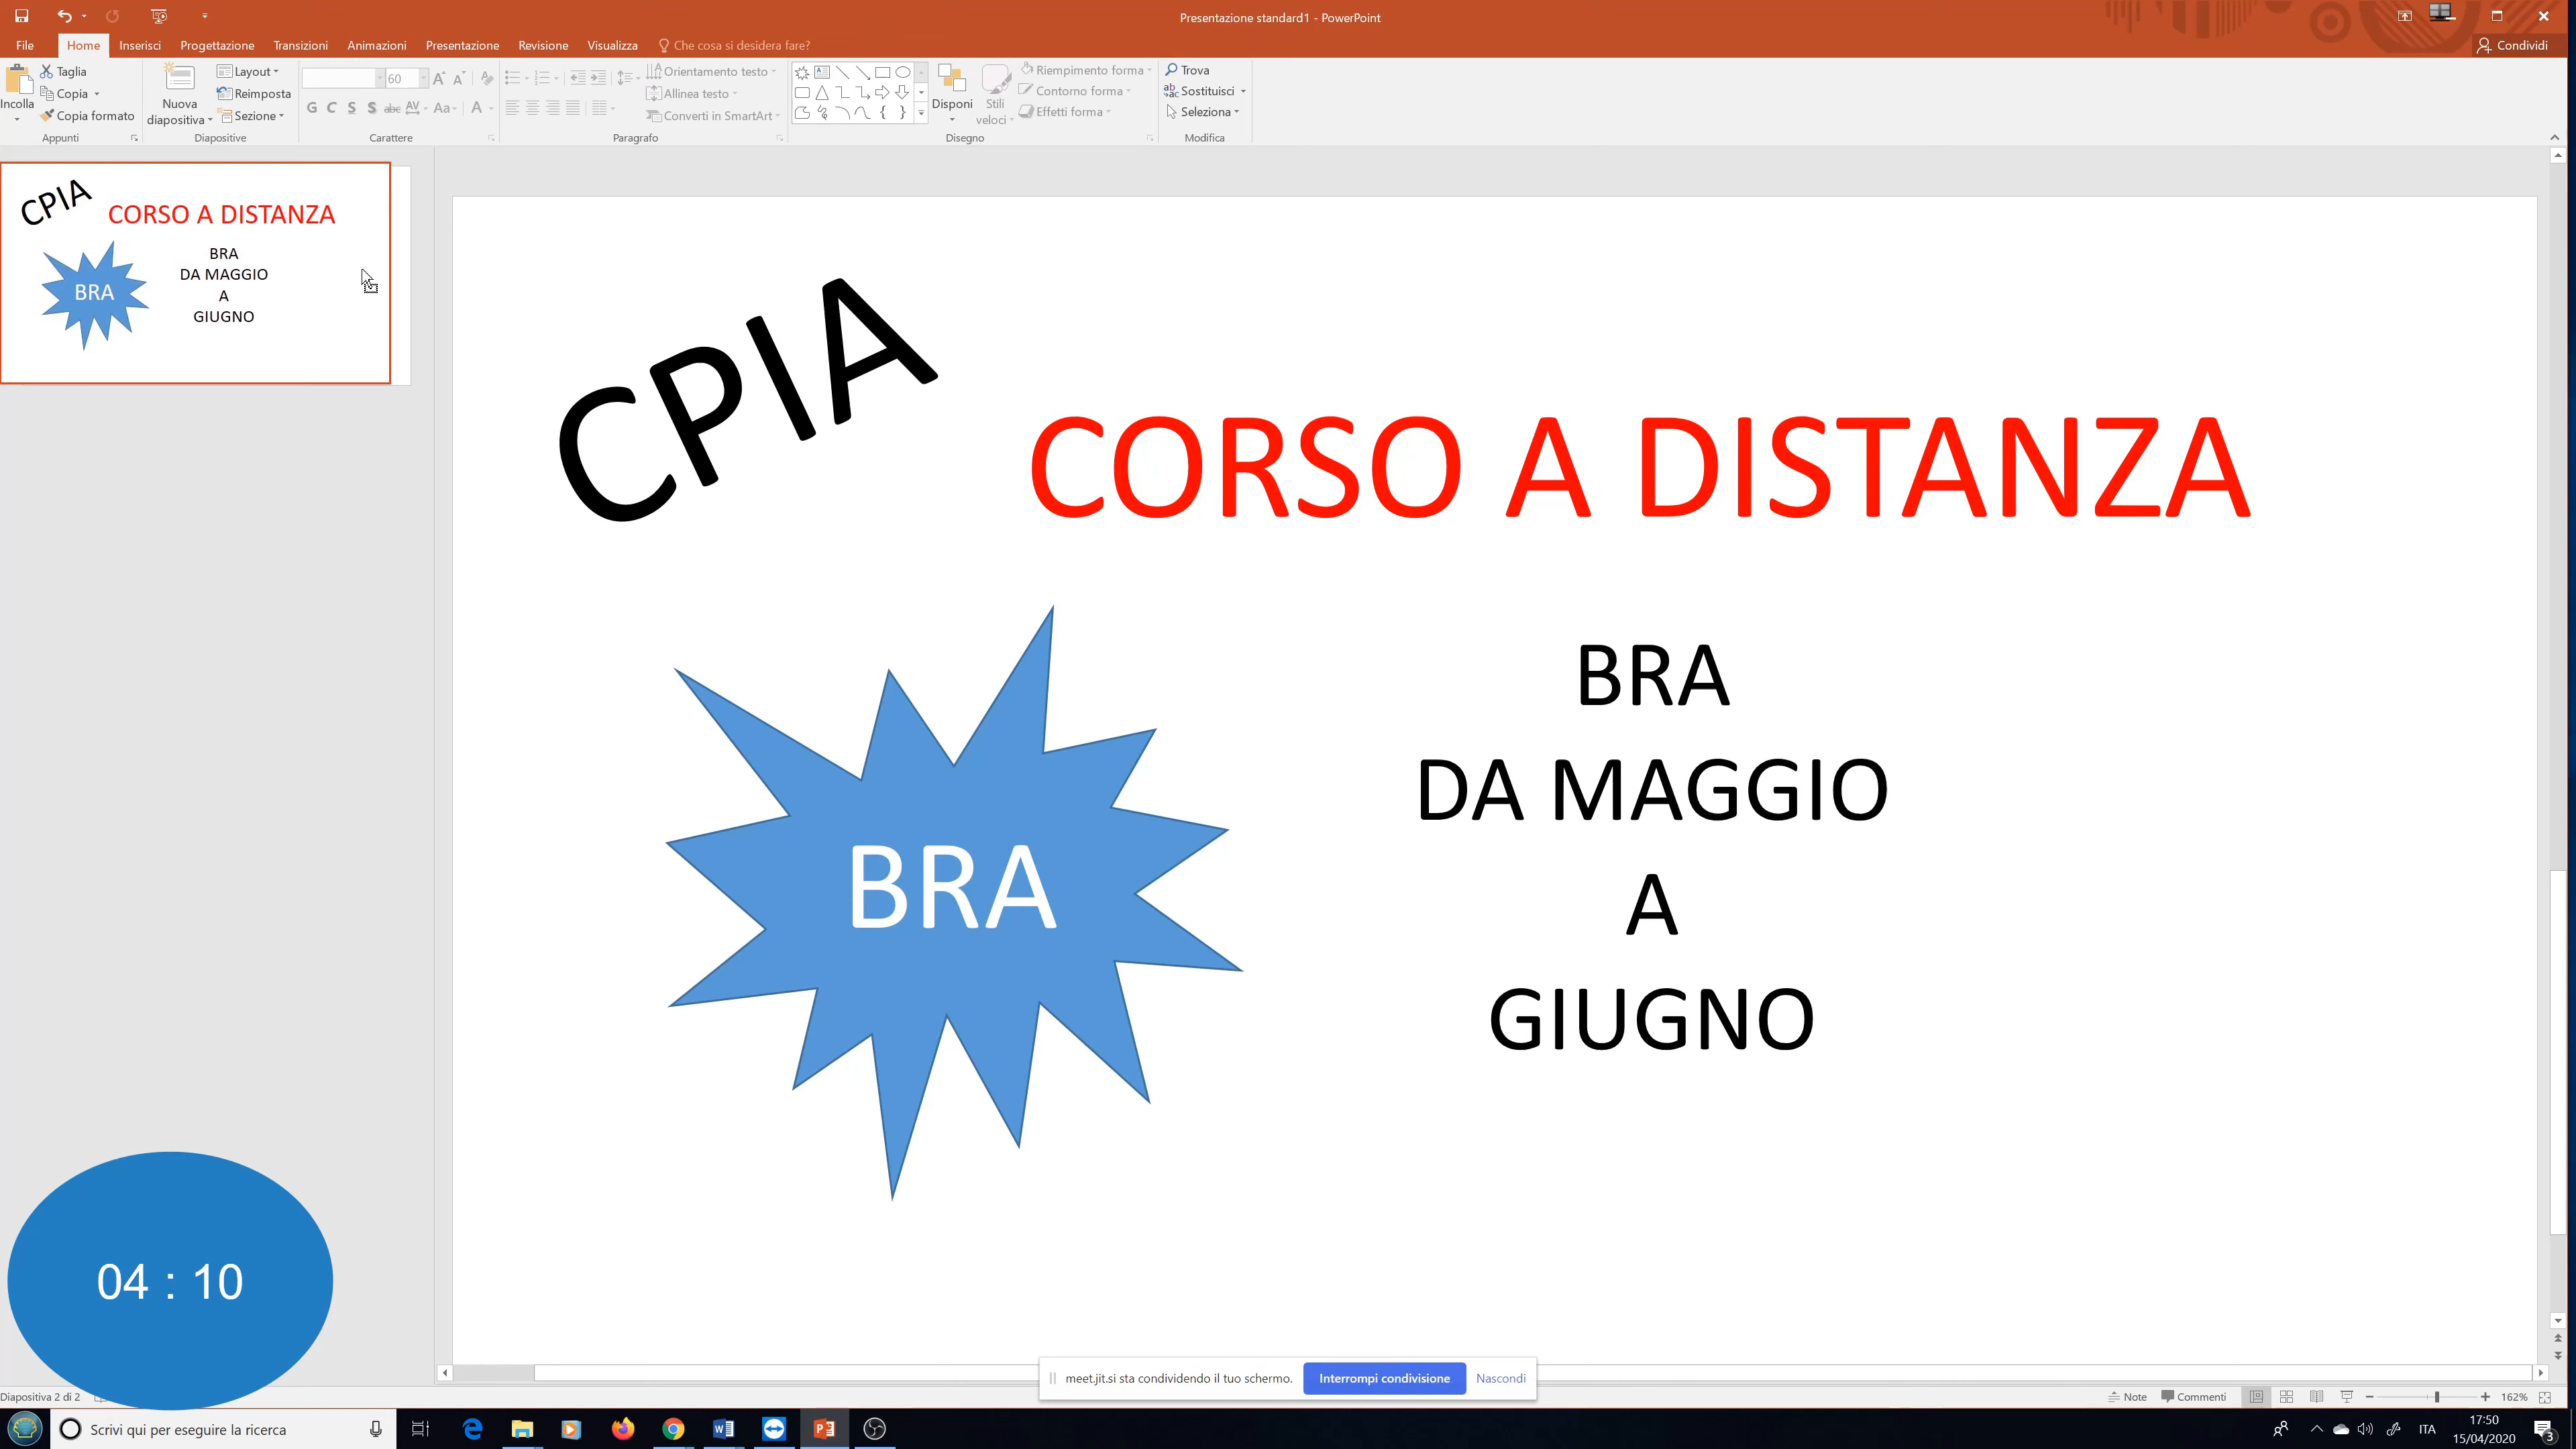 Presentazione standard1 - PowerPoint
File Home Inserisci Progettazione Transizioni Animazioni Presentazione Revisione Visualizza Che cosa si desidera fare? Condividi
Incolla
Taglia
Copia
Copia formato
Appunti
Nuova diapositiva
Layout
Reimposta
Sezione
Diapositive
60
G C S S abc AV Aa A
Carattere
Paragrafo
Orientamento testo
Allinea testo
Converti in SmartArt
Disponi
Stili veloci
Riempimento forma
Contorno forma
Effetti forma
Disegno
Trova
Sostituisci
Seleziona
Modifica
CPIA
CORSO A DISTANZA
BRA
BRA
DA MAGGIO
A
GIUGNO
CPIA
CORSO A DISTANZA
BRA
BRA
DA MAGGIO
A
GIUGNO
04 : 10
meet.jit.si sta condividendo il tuo schermo. Interrompi condivisione Nascondi
Diapositiva 2 di 2
Note Commenti 162%
Scrivi qui per eseguire la ricerca
ITA
17:50
15/04/2020
3